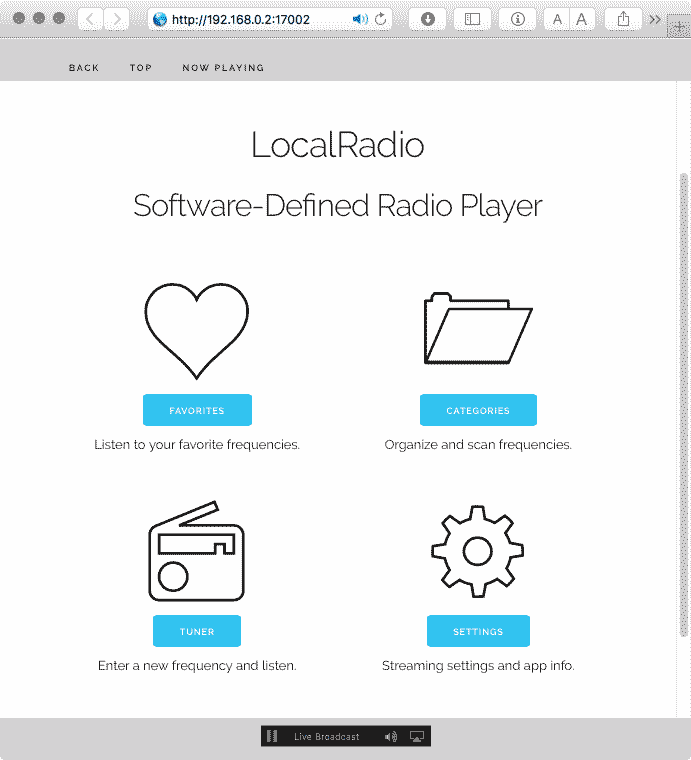 http://192.168.0.2:17002
A A
BACK TOP NOW PLAYING
LocalRadio
Software-Defined Radio Player
FAVORITES CATEGORIES
Listen to your favorite frequencies. Organize and scan frequencies.
TUNER SETTINGS
Enter a new frequency and listen. Streaming settings and app info.
Live Broadcast